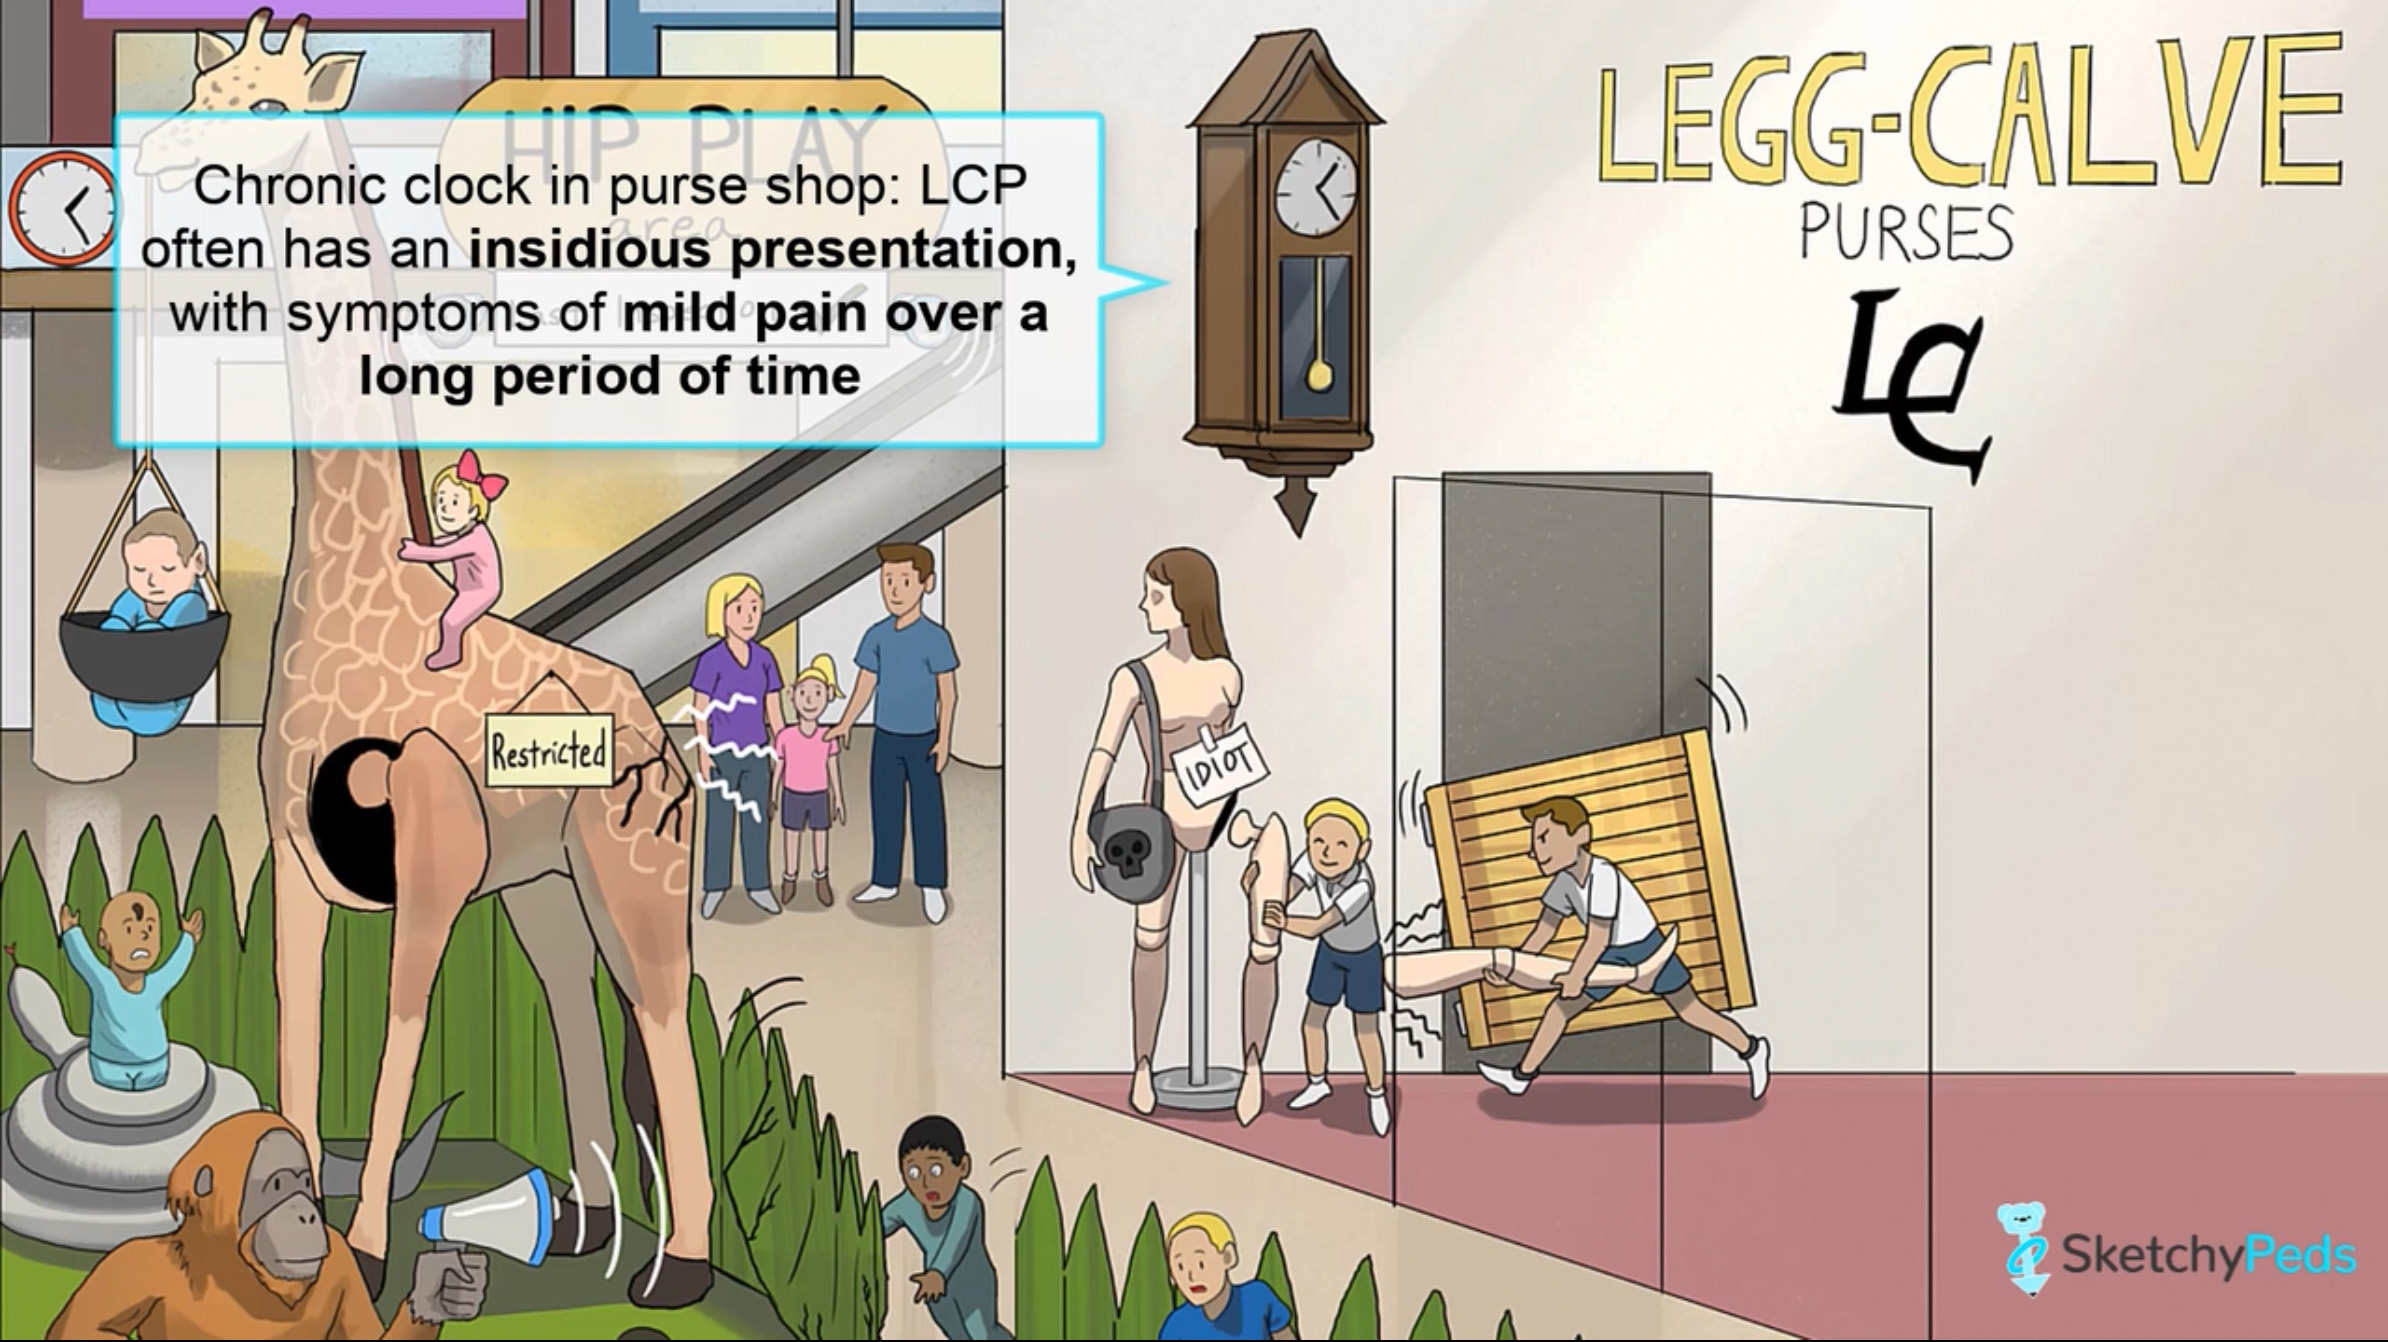 HIP PLAY
area
Chronic clock in purse shop: LCP
often has an insidious presentation,
with symptoms of mild pain over a
long period of time
LEGG-CALVE
PURSES
LC
Restricted
IDIOT
SketchyPeds